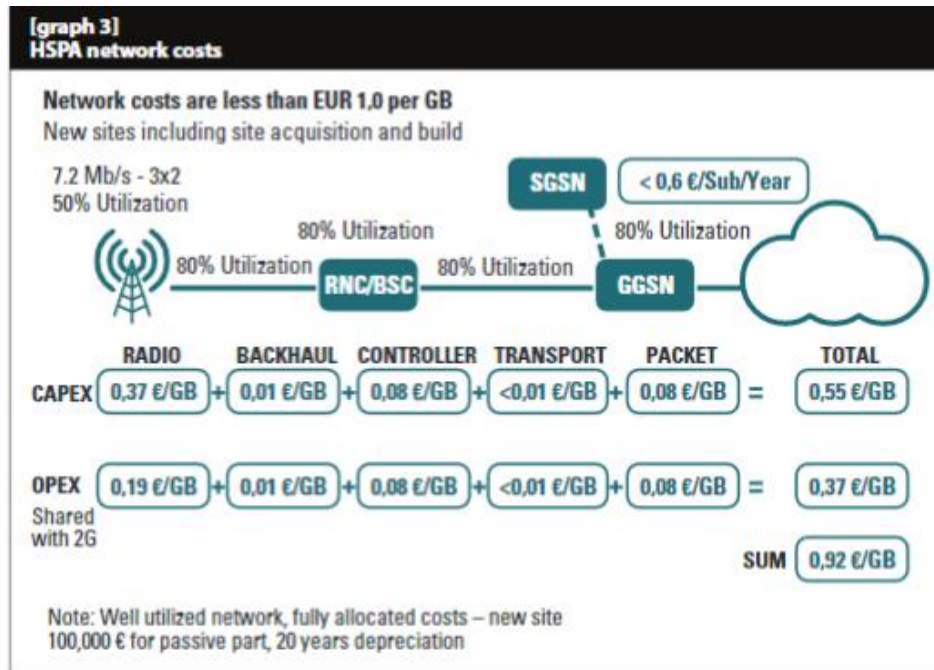 [graph 3]
HSPA network costs
Network costs are less than EUR 1,0 per GB
New sites including site acquisition and build
7.2 Mb/s - 3x2
50% Utilization
SGSN
< 0,6 €/Sub/Year
80% Utilization
80% Utilization
80% Utilization
RNC/BSC
80% Utilization
GGSN
RADIO BACKHAUL CONTROLLER TRANSPORT PACKET TOTAL
CAPEX 0,37 €/GB + 0,01 €/GB + 0,08 €/GB + <0,01 €/GB + 0,08 €/GB = 0,55 €/GB
OPEX 0,19 €/GB + 0,01 €/GB + 0,08 €/GB + <0,01 €/GB + 0,08 €/GB = 0,37 €/GB
Shared
with 2G
SUM 0,92 €/GB
Note: Well utilized network, fully allocated costs – new site
100,000 € for passive part, 20 years depreciation